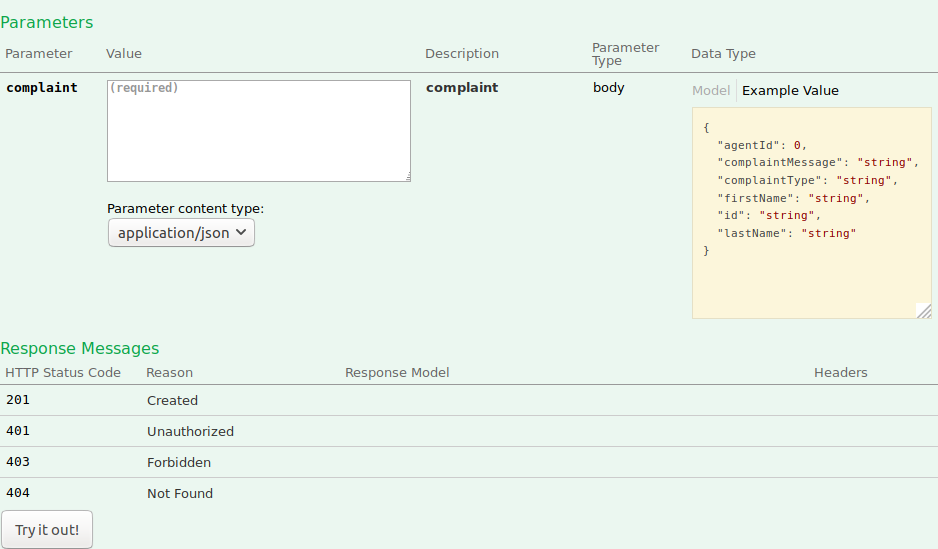 Parameters
Parameter Value Description Parameter Type Data Type
complaint (required) complaint body Model Example Value
{
"agentId": 0,
"complaintMessage": "string",
"complaintType": "string",
"firstName": "string",
"id": "string",
"lastName": "string"
}
Parameter content type:
application/json
Response Messages
HTTP Status Code Reason Response Model Headers
201 Created
401 Unauthorized
403 Forbidden
404 Not Found
Try it out!